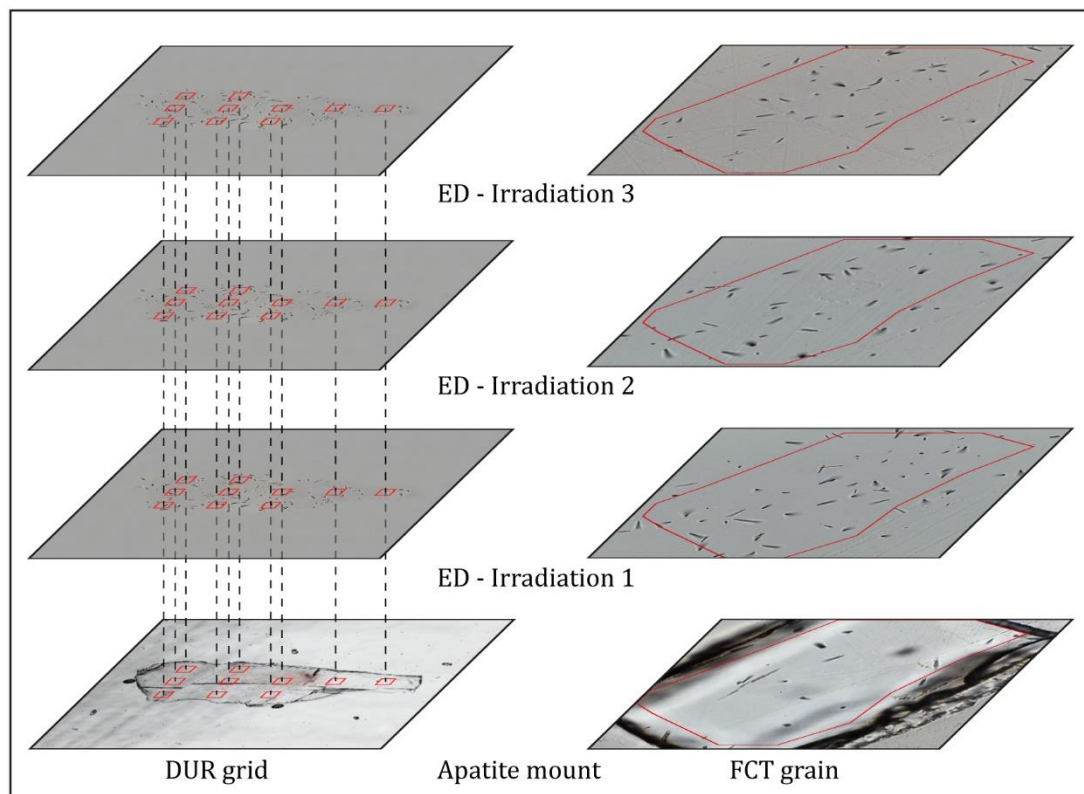 ED - Irradiation 3
ED - Irradiation 2
ED - Irradiation 1
DUR grid
Apatite mount
FCT grain